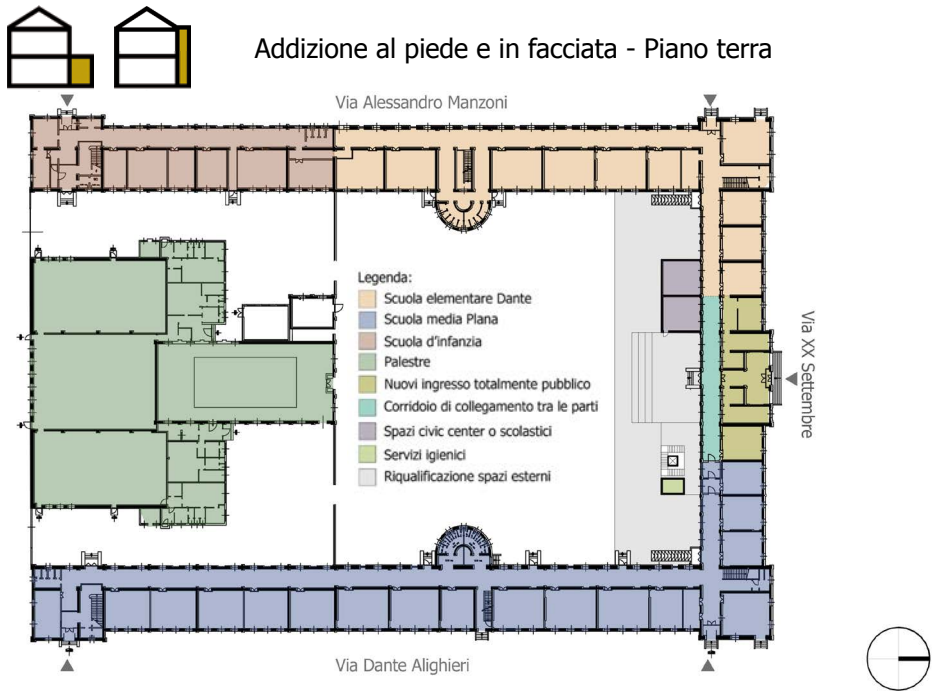 Addizione al piede e in facciata - Piano terra
Via Alessandro Manzoni
Legenda:
Scuola elementare Dante
Scuola media Plana
Scuola d'infanzia
Palestre
Nuovi ingresso totalmente pubblico
Corridoio di collegamento tra le parti
Spazi civic center o scolastici
Servizi igienici
Riqualificazione spazi esterni
Via XX Settembre
Via Dante Alighieri